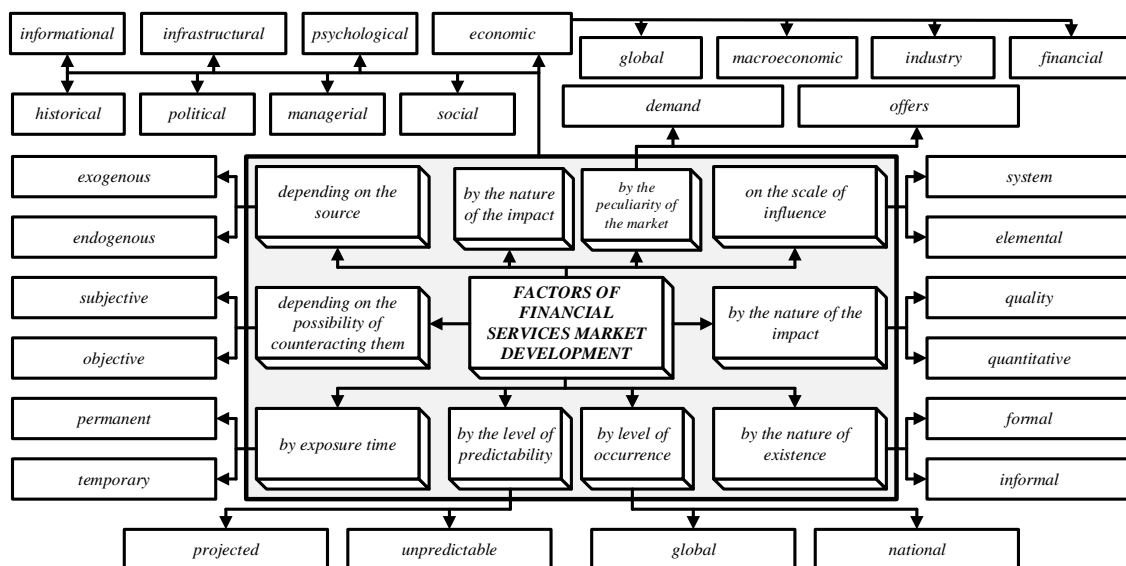 informational
infrastructural
psychological
economic
global
macroeconomic
industry
financial
historical
political
managerial
social
demand
offers
exogenous
endogenous
depending on the
source
by the nature
of the impact
by the
peculiarity of
the market
on the scale of
influence
system
elemental
subjective
objective
depending on the
possibility of
counteracting them
FACTORS OF
FINANCIAL
SERVICES MARKET
DEVELOPMENT
by the nature of the
impact
quality
quantitative
permanent
temporary
by exposure time
by the level of
predictability
by level of
occurrence
by the nature of
existence
formal
informal
projected
unpredictable
global
national